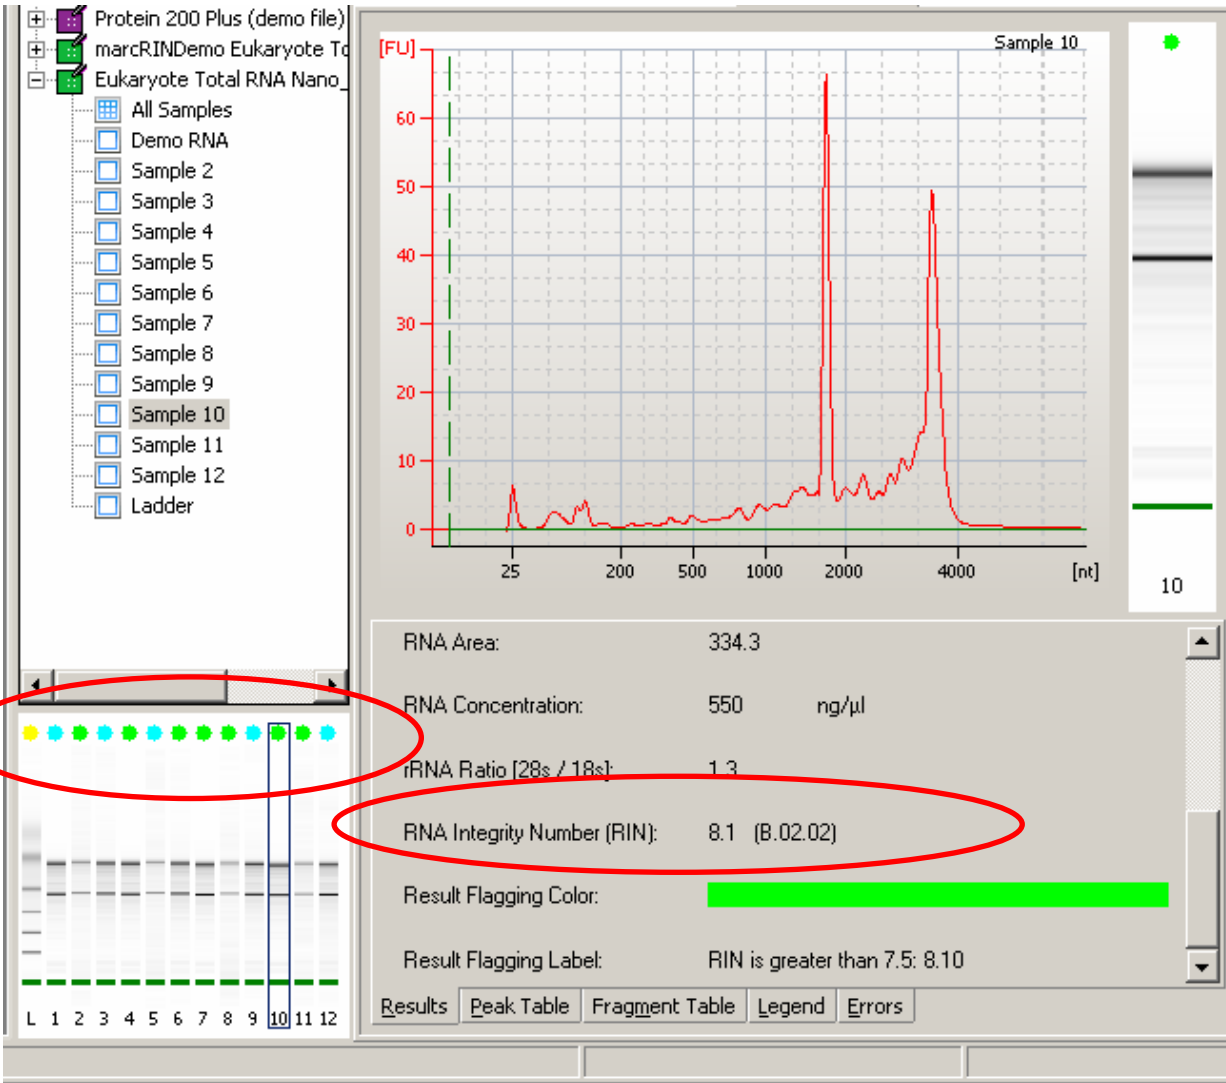 Protein 200 Plus (demo file)
marcRINDemo Eukaryote To
Eukaryote Total RNA Nano_
All Samples
Demo RNA
Sample 2
Sample 3
Sample 4
Sample 5
Sample 6
Sample 7
Sample 8
Sample 9
Sample 10
Sample 11
Sample 12
Ladder
L 1 2 3 4 5 6 7 8 9 10 11 12
[FU]
Sample 10
60
50
40
30
20
10
0
25 200 500 1000 2000 4000 [nt]
10
RNA Area: 334.3
RNA Concentration: 550 ng/µl
rRNA Ratio [28s / 18s]: 1.3
RNA Integrity Number (RIN): 8.1 (B.02.02)
Result Flagging Color:
Result Flagging Label: RIN is greater than 7.5: 8.10
Results Peak Table Fragment Table Legend Errors